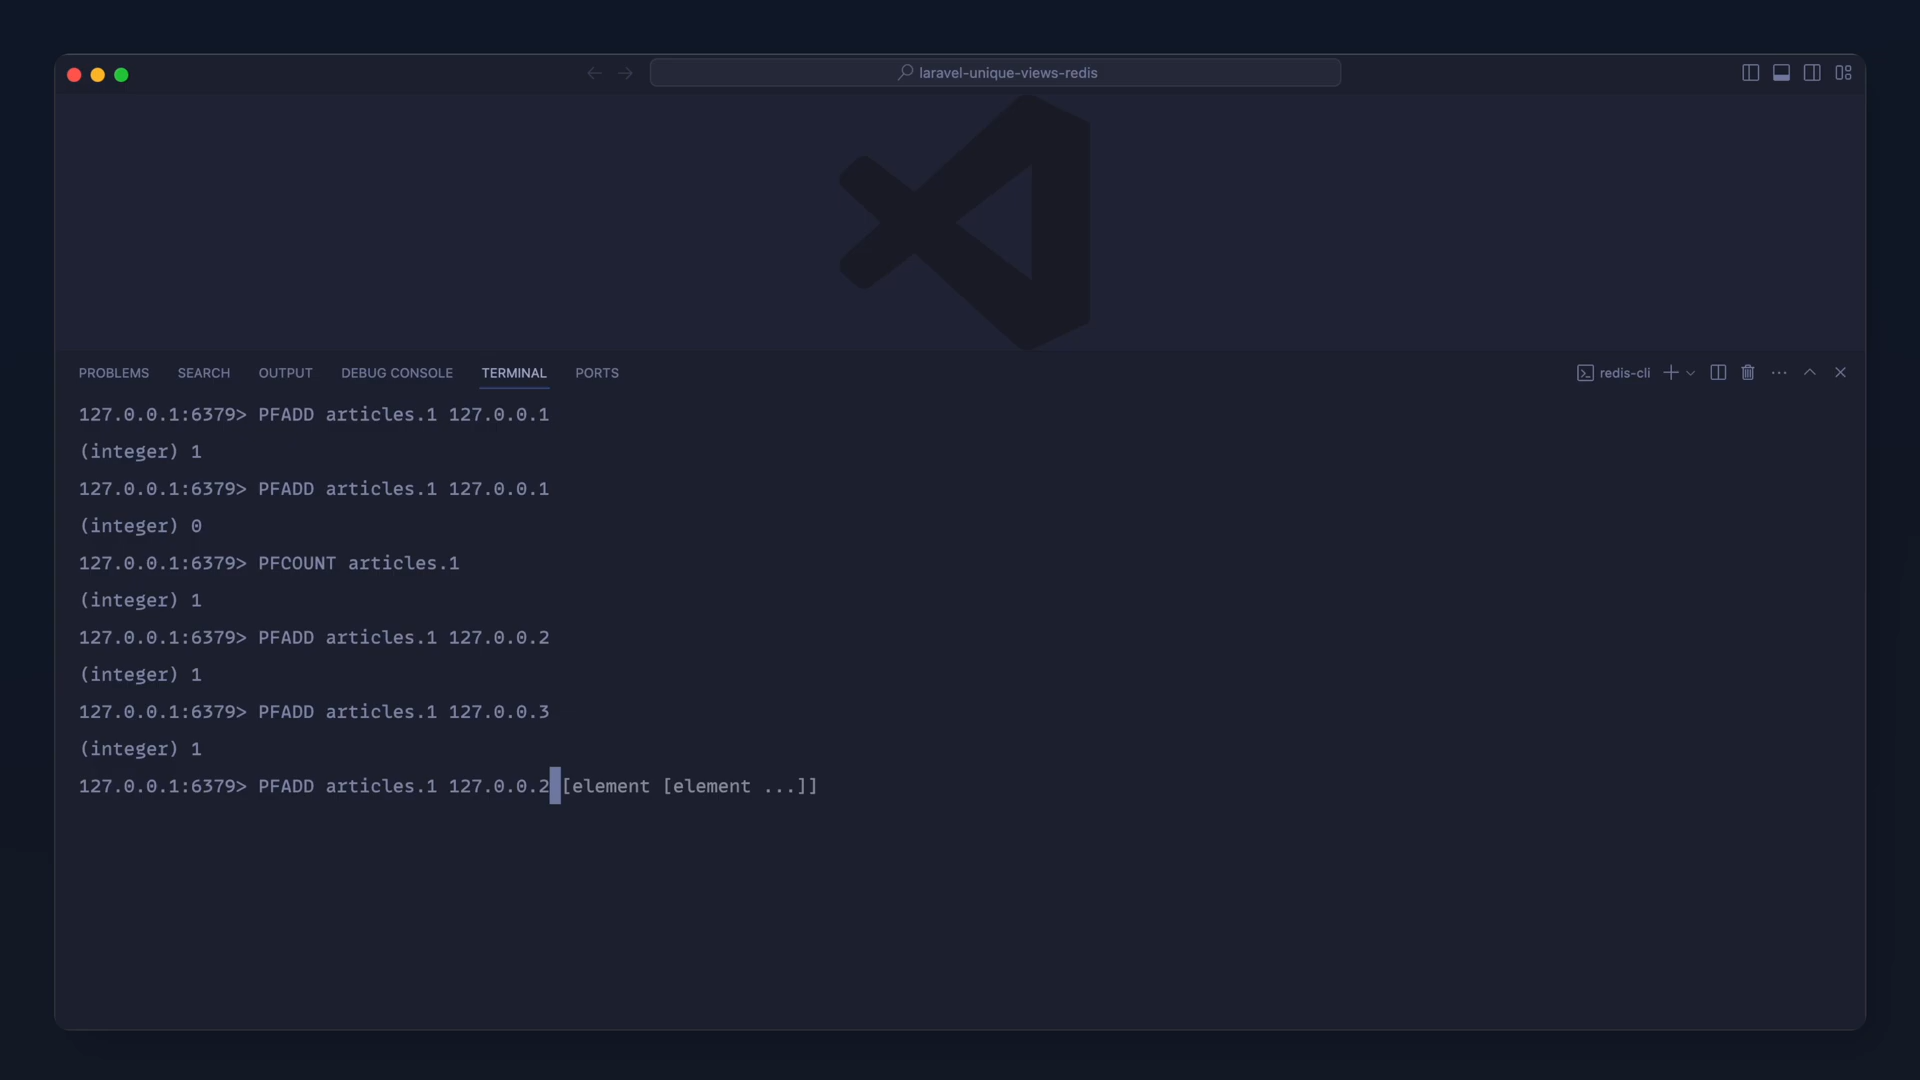 laravel-unique-views-redis
PROBLEMS SEARCH OUTPUT DEBUG CONSOLE TERMINAL PORTS redis-cli
127.0.0.1:6379> PFADD articles.1 127.0.0.1
(integer) 1
127.0.0.1:6379> PFADD articles.1 127.0.0.1
(integer) 0
127.0.0.1:6379> PFCOUNT articles.1
(integer) 1
127.0.0.1:6379> PFADD articles.1 127.0.0.2
(integer) 1
127.0.0.1:6379> PFADD articles.1 127.0.0.3
(integer) 1
127.0.0.1:6379> PFADD articles.1 127.0.0.2 [element [element ...]]